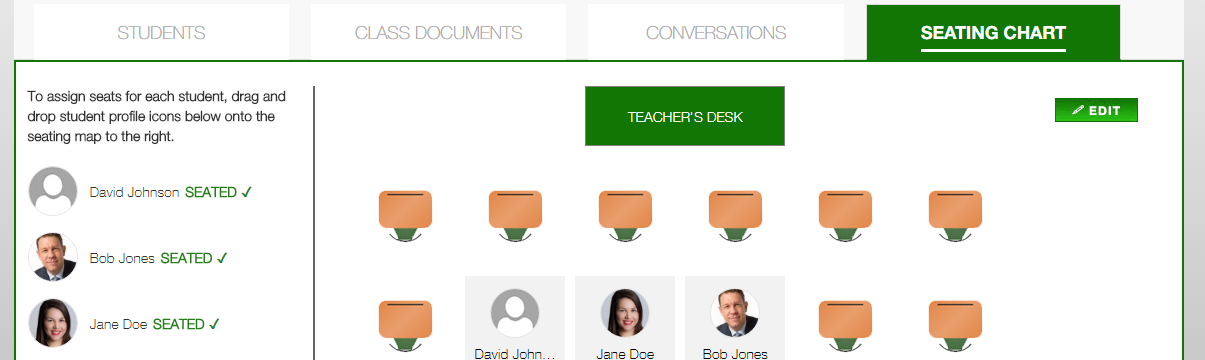 STUDENTS
CLASS DOCUMENTS
CONVERSATIONS
SEATING CHART
To assign seats for each student, drag and
drop student profile icons below onto the
seating map to the right.
David Johnson SEATED ✓
Bob Jones SEATED ✓
Jane Doe SEATED ✓
TEACHER'S DESK
EDIT
David John...
Jane Doe
Bob Jones